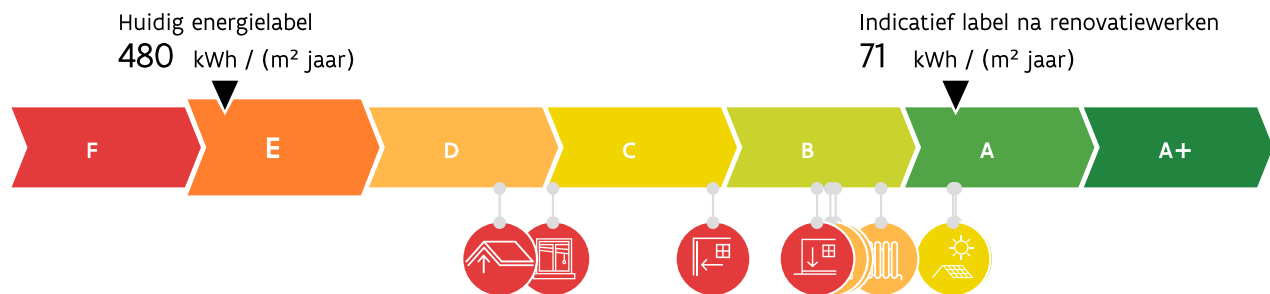 Huidig energielabel
480 kWh / (m² jaar)
Indicatief label na renovatiewerken
71 kWh / (m² jaar)
F E D C B A A+